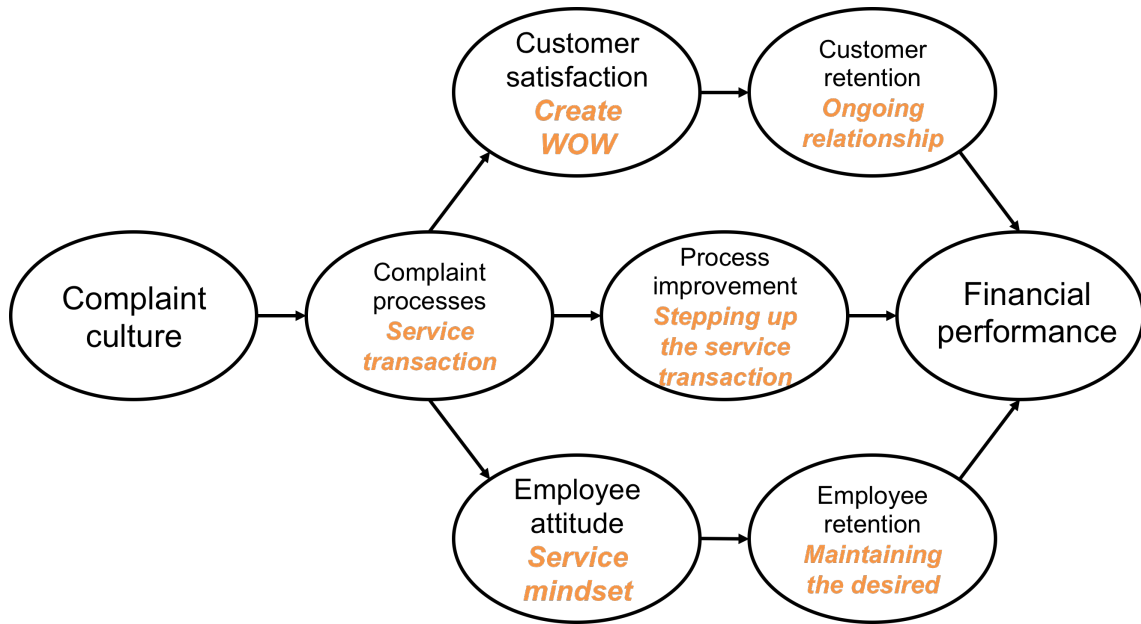 Customer
satisfaction
Create
WOW
Customer
retention
Ongoing
relationship
Complaint
culture
Complaint
processes
Service
transaction
Process
improvement
Stepping up
the service
transaction
Financial
performance
Employee
attitude
Service
mindset
Employee
retention
Maintaining
the desired